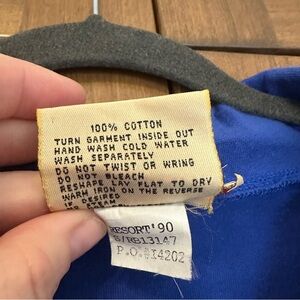 100% COTTON
TURN GARMENT INSIDE OUT
HAND WASH COLD WATER
WASH SEPARATELY
DO NOT TWIST OR WRING
DO NOT BLEACH
RESHAPE LAY FLAT TO DRY
WARM IRON ON THE REVERSE
IF DESIRED
RESORT '90
S/RS13147
P.O.#14202